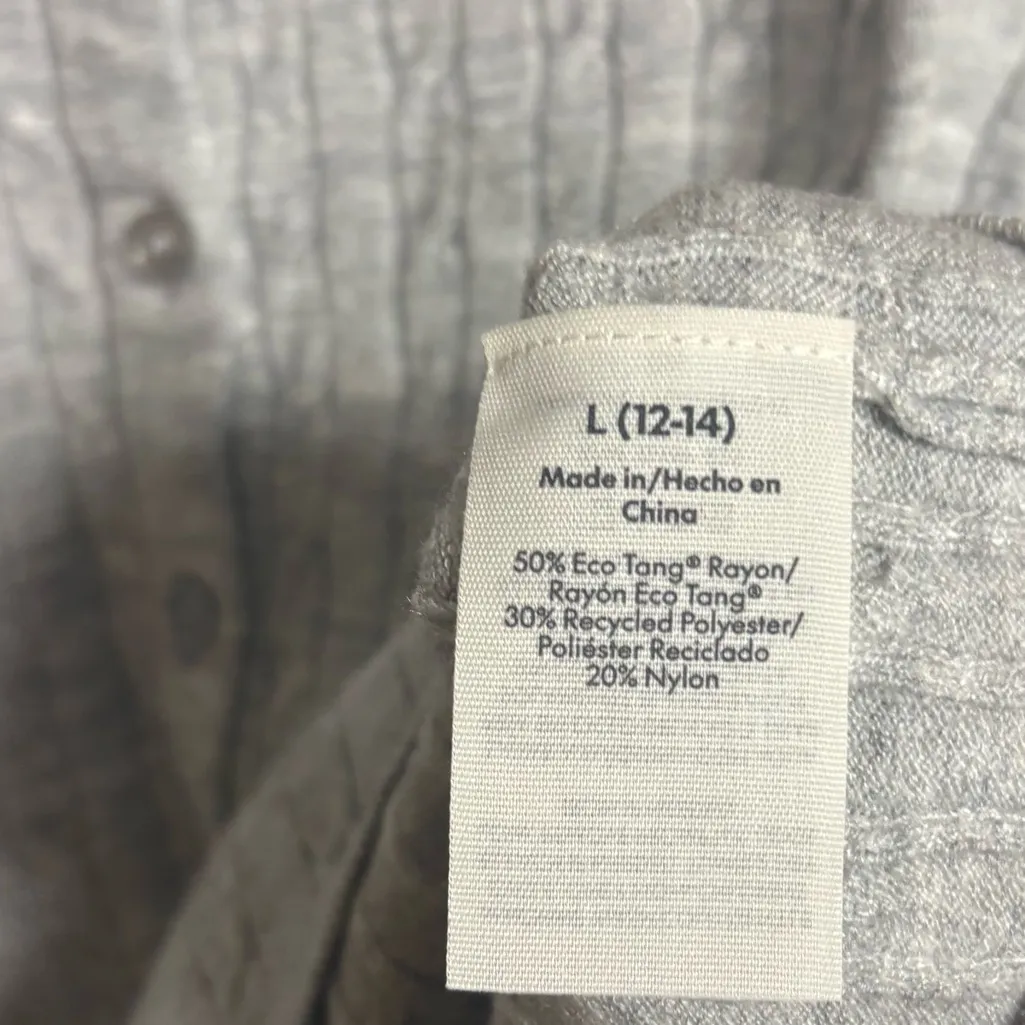 L (12-14)
Made in/Hecho en
China
50% Eco Tang® Rayon/
Rayón Eco Tang®
30% Recycled Polyester/
Poliéster Reciclado
20% Nylon